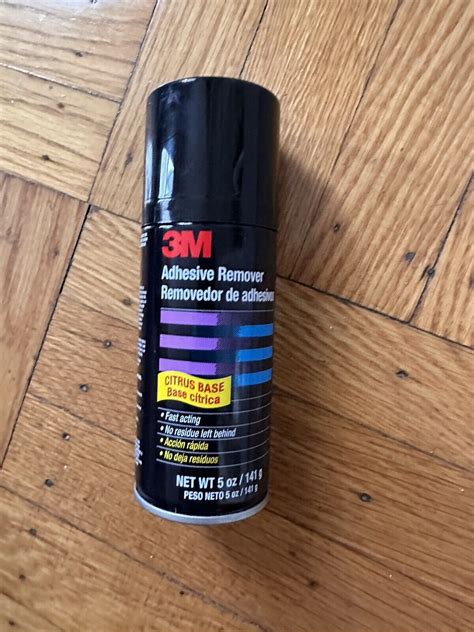 3M
Adhesive Remover
Removedor de adhesivos
CITRUS BASE
Base cítrica
• Fast acting
• No residue left behind
• Acción rápida
• No deja residuos
NET WT 5 oz / 141 g
PESO NETO 5 oz / 141 g